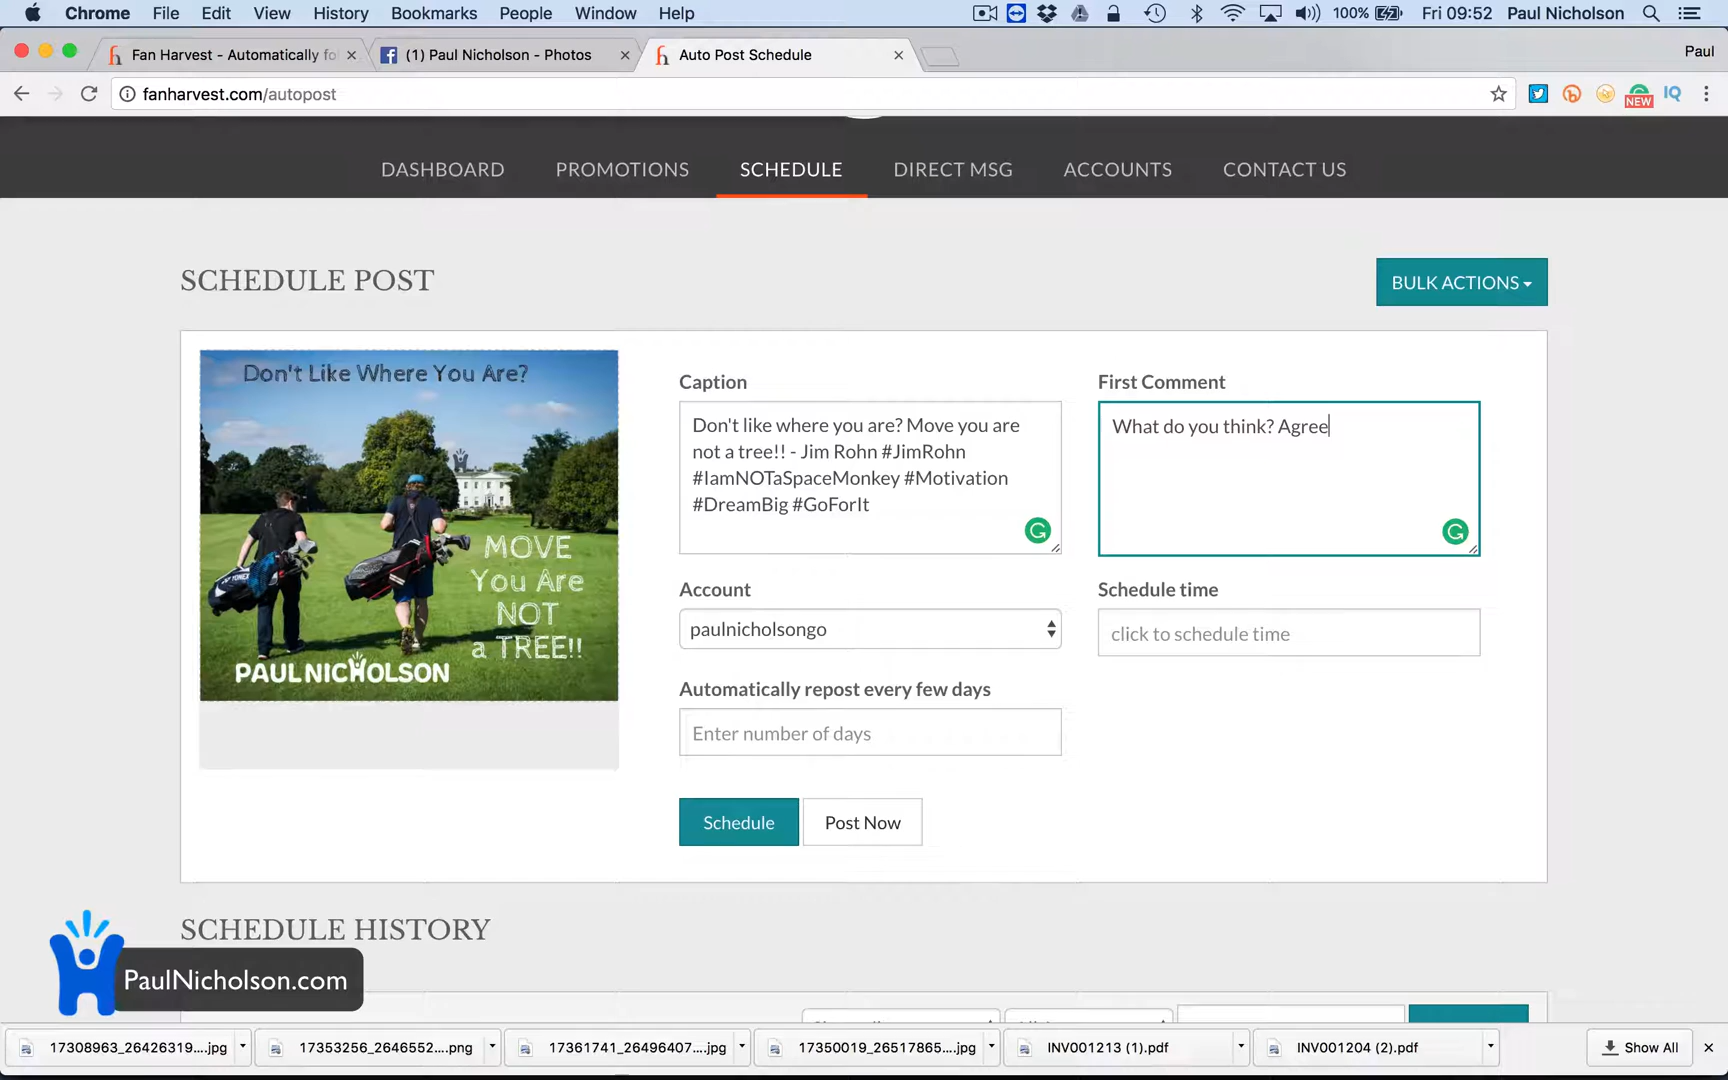 Chrome File Edit View History Bookmarks People Window Help 100% Fri 09:52 Paul Nicholson
Fan Harvest - Automatically fo (1) Paul Nicholson - Photos Auto Post Schedule Paul
fanharvest.com/autopost NEW IQ
DASHBOARD PROMOTIONS SCHEDULE DIRECT MSG ACCOUNTS CONTACT US
SCHEDULE POST
BULK ACTIONS
Don't Like Where You Are?
MOVE
You Are
NOT
a TREE!!
PAUL NICHOLSON
Caption
Don't like where you are? Move you are
not a tree!! - Jim Rohn #JimRohn
#IamNOTaSpaceMonkey #Motivation
#DreamBig #GoForIt
First Comment
What do you think? Agree
Account
paulnicholsongo
Schedule time
click to schedule time
Automatically repost every few days
Enter number of days
Schedule Post Now
SCHEDULE HISTORY
PaulNicholson.com
17308963_26426319....jpg 17353256_2646552....png 17361741_26496407....jpg 17350019_26517865....jpg INV001213 (1).pdf INV001204 (2).pdf Show All